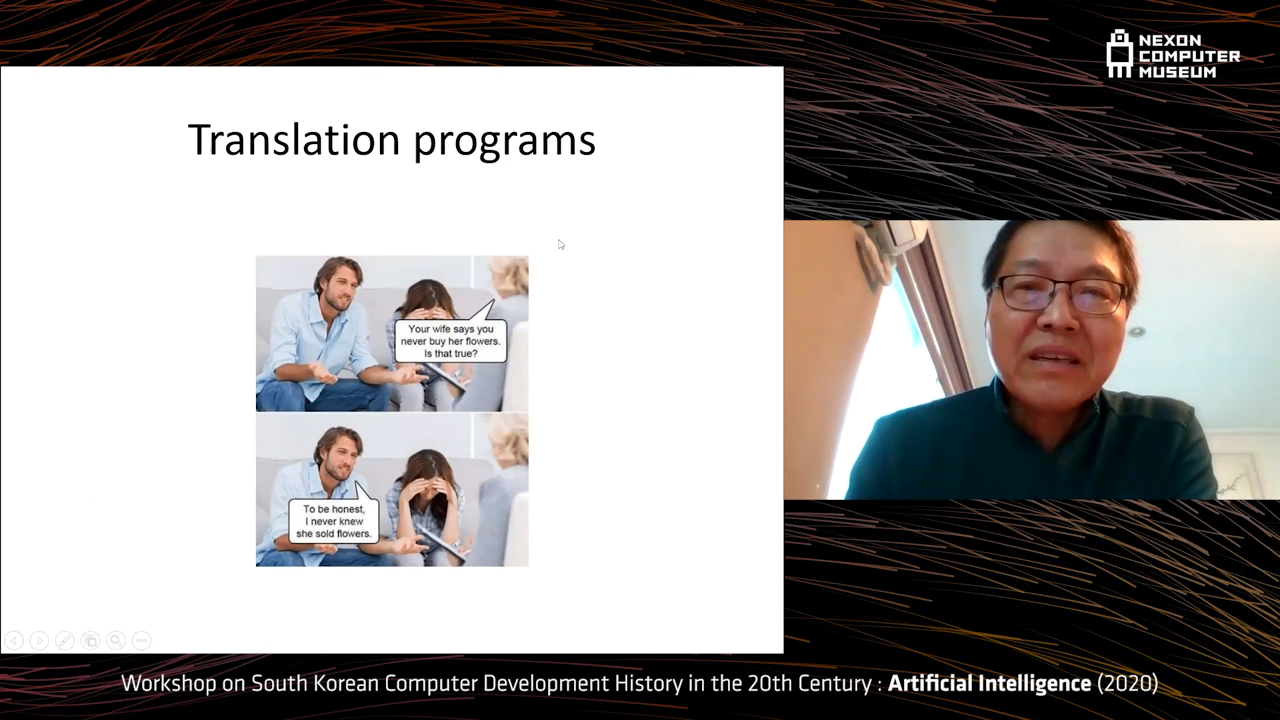 NEXON
COMPUTER
MUSEUM
Translation programs
Your wife says you
never buy her flowers.
Is that true?
To be honest,
I never knew
she sold flowers.
Workshop on South Korean Computer Development History in the 20th Century : Artificial Intelligence (2020)